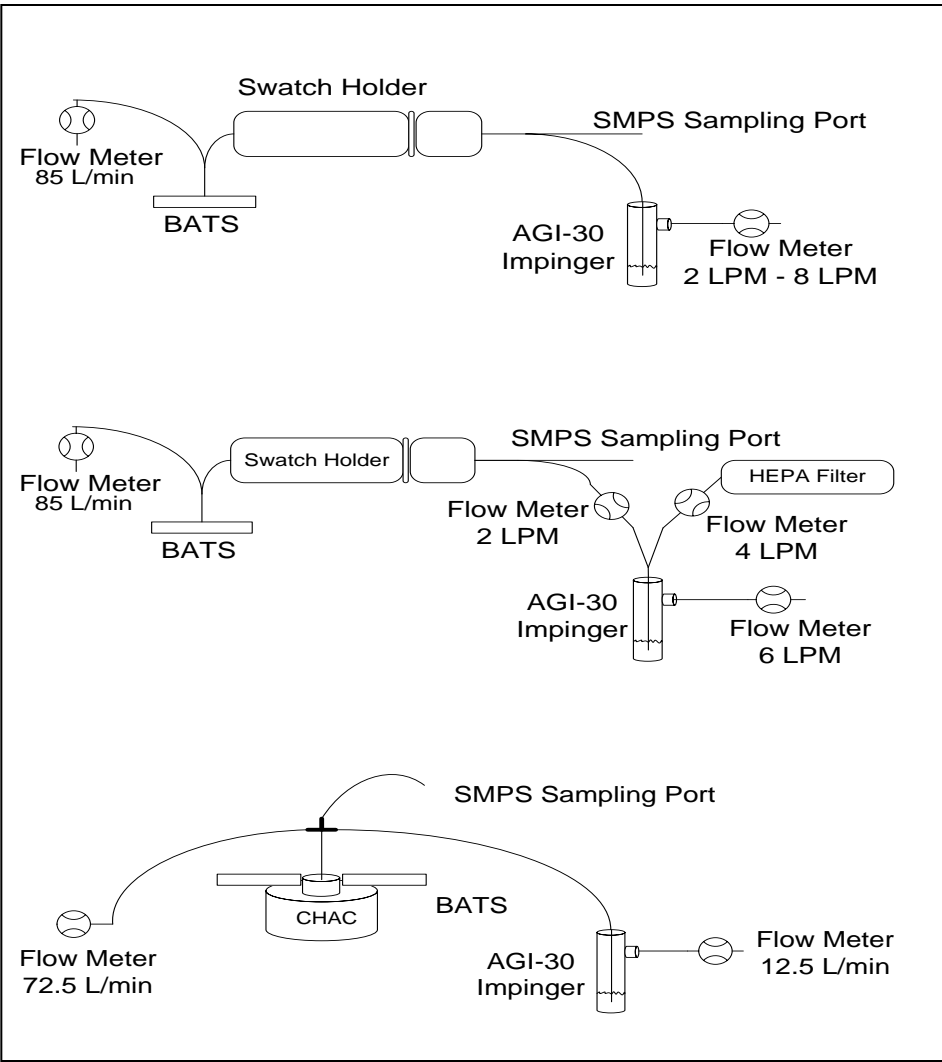 Swatch Holder
SMPS Sampling Port
Flow Meter
85 L/min
BATS
AGI-30
Impinger
Flow Meter
2 LPM - 8 LPM
SMPS Sampling Port
Swatch Holder
HEPA Filter
Flow Meter
85 L/min
Flow Meter
2 LPM
Flow Meter
4 LPM
BATS
AGI-30
Impinger
Flow Meter
6 LPM
SMPS Sampling Port
BATS
CHAC
Flow Meter
72.5 L/min
AGI-30
Impinger
Flow Meter
12.5 L/min